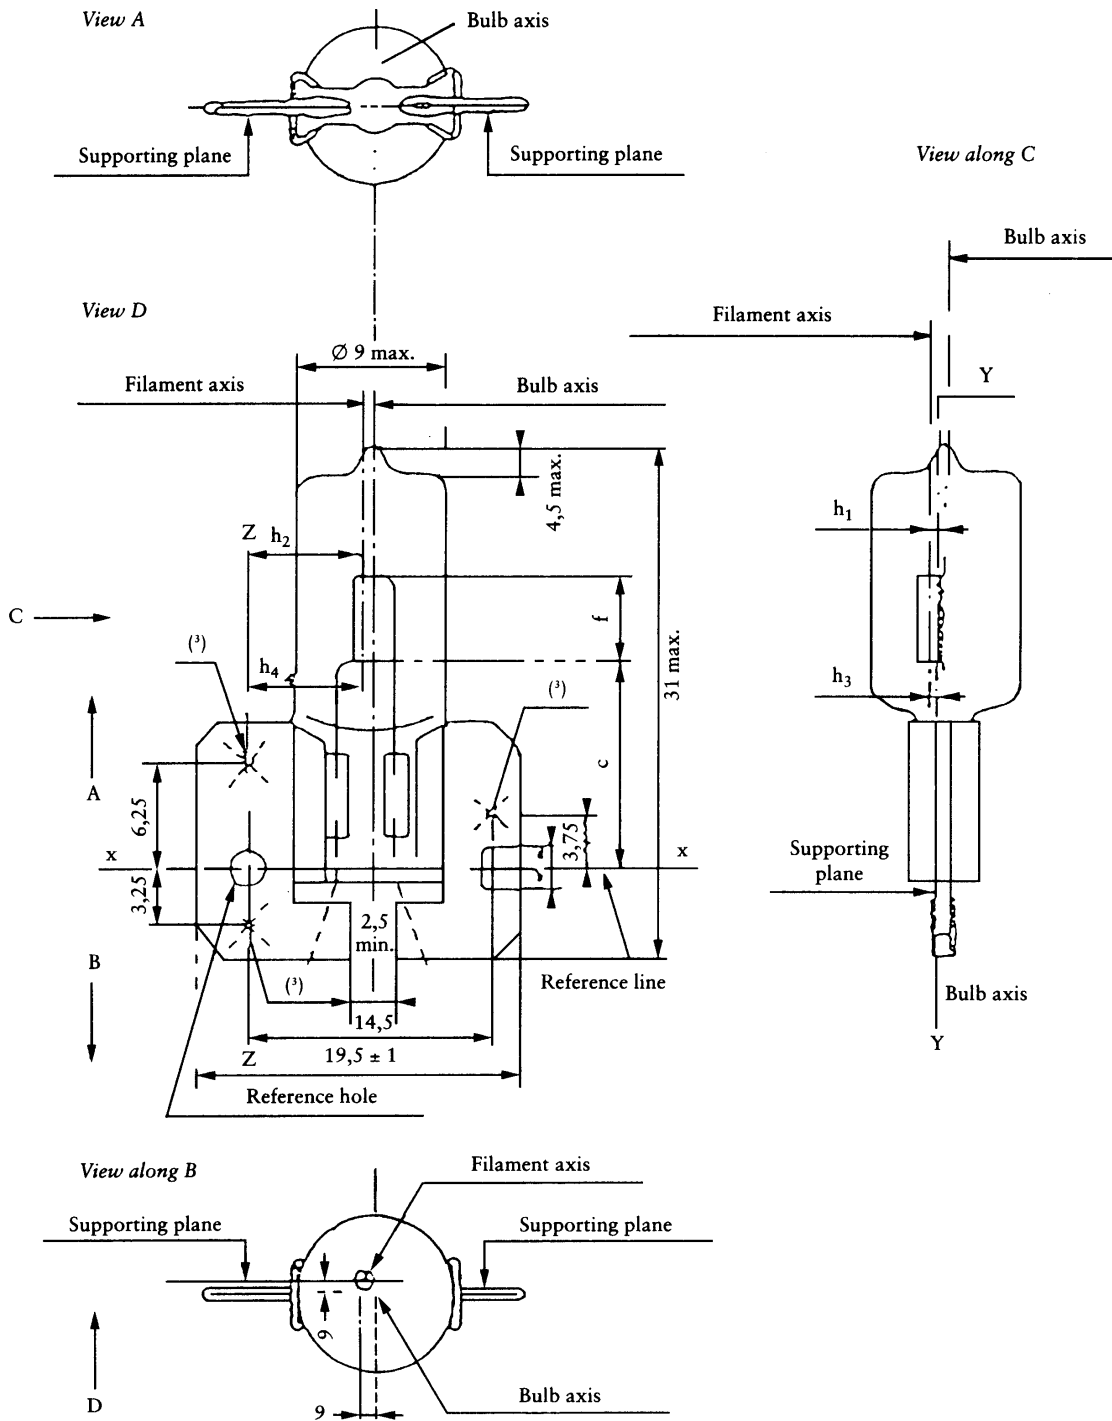 View A
Bulb axis
Supporting plane
Supporting plane
View along C
Bulb axis
View D
Filament axis
Ø 9 max.
Y
Filament axis
Bulb axis
4,5 max.
h₁
Z
h₂
C
f
31 max.
(³)
h₄
(³)
h₃
c
A
6,25
3,75
x
x
Supporting
plane
3,25
2,5
min.
B
(³)
Reference line
Bulb axis
14,5
Z
19,5 ± 1
Y
Reference hole
View along B
Filament axis
Supporting plane
Supporting plane
9
D
Bulb axis
9